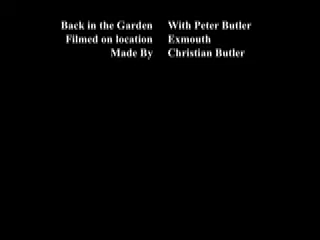 Back in the Garden With Peter Butler
Filmed on location Exmouth
Made By Christian Butler